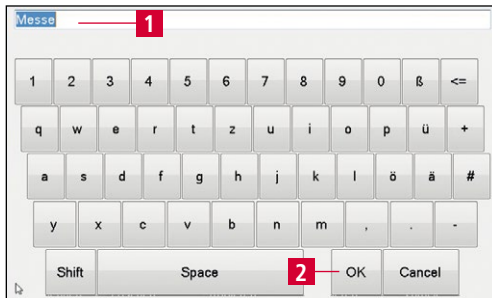 Messe
1
1 2 3 4 5 6 7 8 9 0 ß <=
q w e r t z u i o p ü +
a s d f g h j k l ö ä #
y x c v b n m , . -
Shift Space 2 OK Cancel